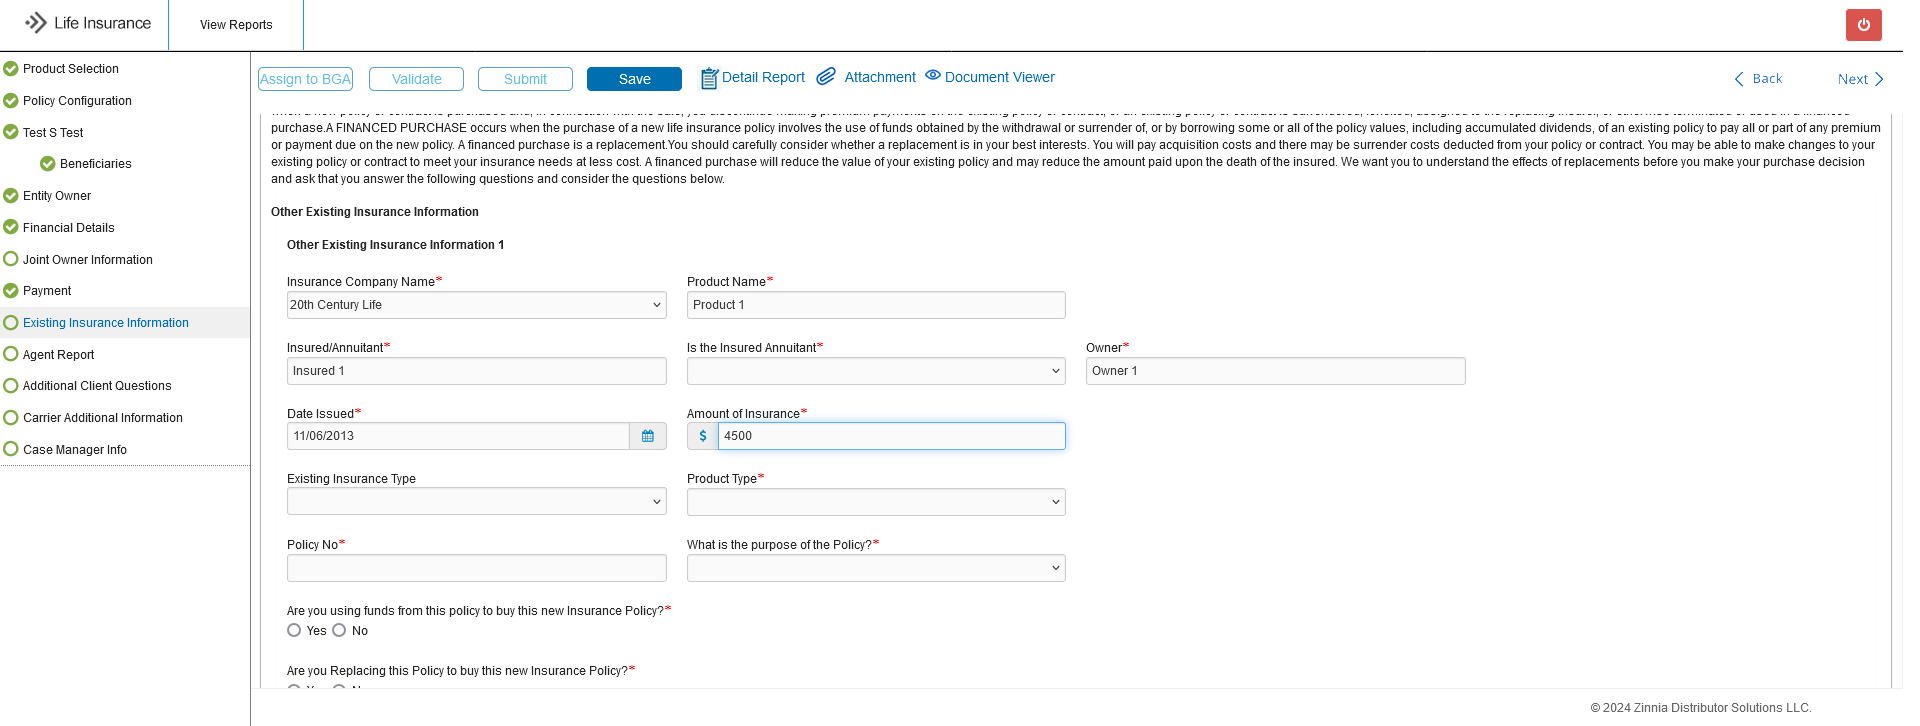 Life Insurance
View Reports
Product Selection
Policy Configuration
Test S Test
Beneficiaries
Entity Owner
Financial Details
Joint Owner Information
Payment
Existing Insurance Information
Agent Report
Additional Client Questions
Carrier Additional Information
Case Manager Info
Assign to BGA Validate Submit Save Detail Report Attachment Document Viewer Back Next
purchase.A FINANCED PURCHASE occurs when the purchase of a new life insurance policy involves the use of funds obtained by the withdrawal or surrender of, or by borrowing some or all of the policy values, including accumulated dividends, of an existing policy to pay all or part of any premium
or payment due on the new policy. A financed purchase is a replacement.You should carefully consider whether a replacement is in your best interests. You will pay acquisition costs and there may be surrender costs deducted from your policy or contract. You may be able to make changes to your
existing policy or contract to meet your insurance needs at less cost. A financed purchase will reduce the value of your existing policy and may reduce the amount paid upon the death of the insured. We want you to understand the effects of replacements before you make your purchase decision
and ask that you answer the following questions and consider the questions below.
Other Existing Insurance Information
Other Existing Insurance Information 1
Insurance Company Name* Product Name*
20th Century Life Product 1
Insured/Annuitant* Is the Insured Annuitant* Owner*
Insured 1 Owner 1
Date Issued* Amount of Insurance*
11/06/2013 $ 4500
Existing Insurance Type Product Type*
Policy No* What is the purpose of the Policy?*
Are you using funds from this policy to buy this new Insurance Policy?*
Yes No
Are you Replacing this Policy to buy this new Insurance Policy?*
© 2024 Zinnia Distributor Solutions LLC.